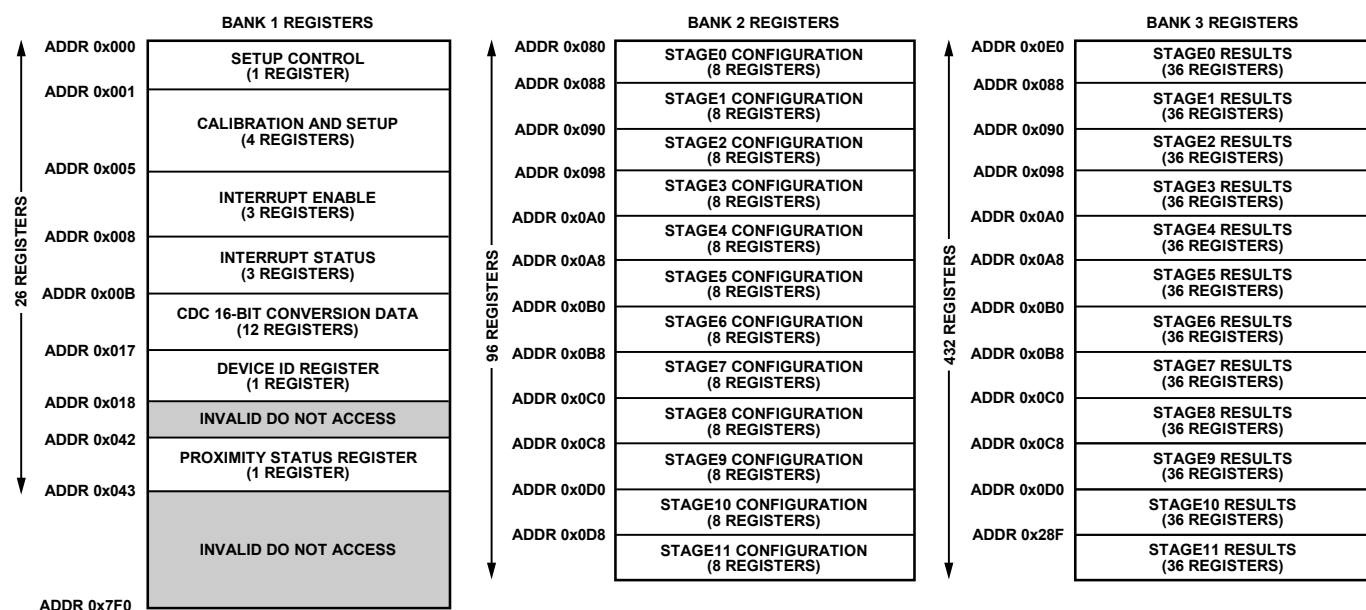 BANK 1 REGISTERS
ADDR 0x000
SETUP CONTROL
(1 REGISTER)
ADDR 0x001
CALIBRATION AND SETUP
(4 REGISTERS)
ADDR 0x005
INTERRUPT ENABLE
(3 REGISTERS)
ADDR 0x008
INTERRUPT STATUS
(3 REGISTERS)
ADDR 0x00B
CDC 16-BIT CONVERSION DATA
(12 REGISTERS)
ADDR 0x017
DEVICE ID REGISTER
(1 REGISTER)
ADDR 0x018
INVALID DO NOT ACCESS
ADDR 0x042
PROXIMITY STATUS REGISTER
(1 REGISTER)
ADDR 0x043
INVALID DO NOT ACCESS
ADDR 0x7F0
26 REGISTERS
BANK 2 REGISTERS
ADDR 0x080
STAGE0 CONFIGURATION
(8 REGISTERS)
ADDR 0x088
STAGE1 CONFIGURATION
(8 REGISTERS)
ADDR 0x090
STAGE2 CONFIGURATION
(8 REGISTERS)
ADDR 0x098
STAGE3 CONFIGURATION
(8 REGISTERS)
ADDR 0x0A0
STAGE4 CONFIGURATION
(8 REGISTERS)
ADDR 0x0A8
STAGE5 CONFIGURATION
(8 REGISTERS)
ADDR 0x0B0
STAGE6 CONFIGURATION
(8 REGISTERS)
ADDR 0x0B8
STAGE7 CONFIGURATION
(8 REGISTERS)
ADDR 0x0C0
STAGE8 CONFIGURATION
(8 REGISTERS)
ADDR 0x0C8
STAGE9 CONFIGURATION
(8 REGISTERS)
ADDR 0x0D0
STAGE10 CONFIGURATION
(8 REGISTERS)
ADDR 0x0D8
STAGE11 CONFIGURATION
(8 REGISTERS)
96 REGISTERS
BANK 3 REGISTERS
ADDR 0x0E0
STAGE0 RESULTS
(36 REGISTERS)
ADDR 0x088
STAGE1 RESULTS
(36 REGISTERS)
ADDR 0x090
STAGE2 RESULTS
(36 REGISTERS)
ADDR 0x098
STAGE3 RESULTS
(36 REGISTERS)
ADDR 0x0A0
STAGE4 RESULTS
(36 REGISTERS)
ADDR 0x0A8
STAGE5 RESULTS
(36 REGISTERS)
ADDR 0x0B0
STAGE6 RESULTS
(36 REGISTERS)
ADDR 0x0B8
STAGE7 RESULTS
(36 REGISTERS)
ADDR 0x0C0
STAGE8 RESULTS
(36 REGISTERS)
ADDR 0x0C8
STAGE9 RESULTS
(36 REGISTERS)
ADDR 0x0D0
STAGE10 RESULTS
(36 REGISTERS)
ADDR 0x28F
STAGE11 RESULTS
(36 REGISTERS)
432 REGISTERS